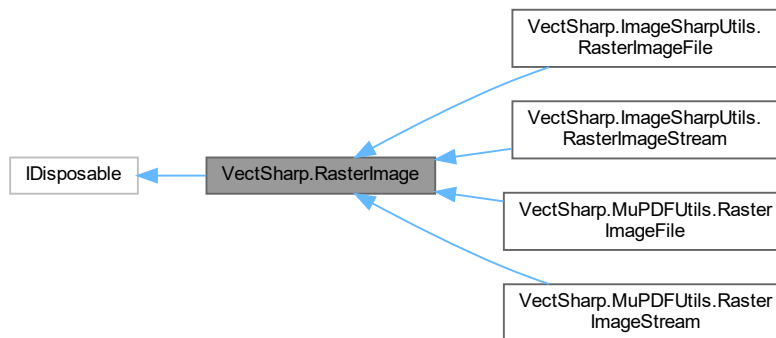 VectSharp.ImageSharpUtils.
RasterImageFile
VectSharp.ImageSharpUtils.
RasterImageStream
IDisposable
VectSharp.RasterImage
VectSharp.MuPDFUtils.Raster
ImageFile
VectSharp.MuPDFUtils.Raster
ImageStream